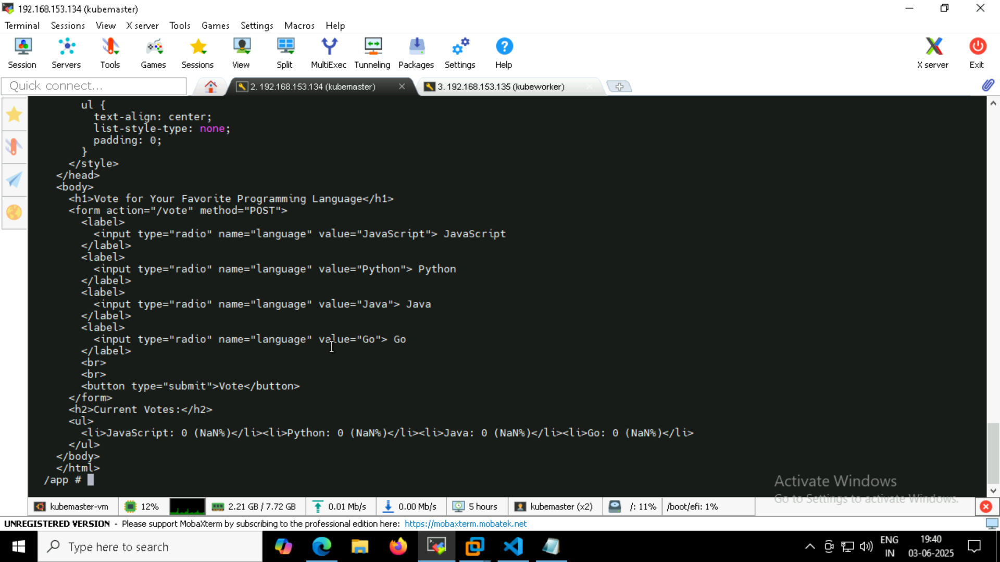 192.168.153.134 (kubemaster)
Terminal Sessions View X server Tools Games Settings Macros Help
Session Servers Tools Games Sessions View Split MultiExec Tunneling Packages Settings Help X server Exit
Quick connect... 2. 192.168.153.134 (kubemaster) 3. 192.168.153.135 (kubeworker)
ul {
text-align: center;
list-style-type: none;
padding: 0;
}
</style>
</head>
<body>
<h1>Vote for Your Favorite Programming Language</h1>
<form action="/vote" method="POST">
<label>
<input type="radio" name="language" value="JavaScript"> JavaScript
</label>
<label>
<input type="radio" name="language" value="Python"> Python
</label>
<label>
<input type="radio" name="language" value="Java"> Java
</label>
<label>
<input type="radio" name="language" value="Go"> Go
</label>
<br>
<br>
<button type="submit">Vote</button>
</form>
<h2>Current Votes:</h2>
<ul>
<li>JavaScript: 0 (NaN%)</li><li>Python: 0 (NaN%)</li><li>Java: 0 (NaN%)</li><li>Go: 0 (NaN%)</li>
</ul>
</body>
</html>
/app #
Activate Windows
Go to Settings to activate Windows.
kubemaster-vm 12% 2.21 GB / 7.72 GB 0.01 Mb/s 0.00 Mb/s 5 hours kubemaster (x2) /: 11% /boot/efi: 1%
UNREGISTERED VERSION - Please support MobaXterm by subscribing to the professional edition here: https://mobaxterm.mobatek.net
Type here to search
ENG
IN
19:40
03-06-2025